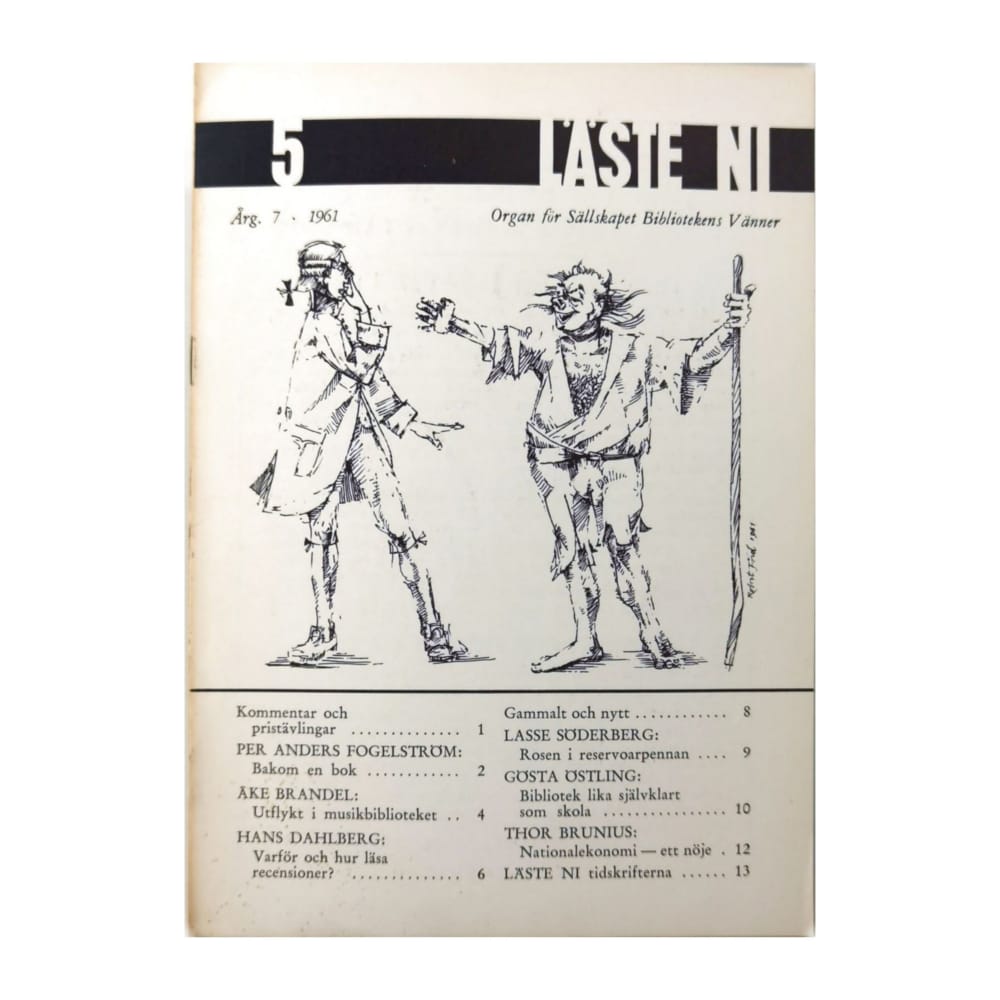 5 LÄSTE NI
Årg. 7 . 1961 Organ för Sällskapet Bibliotekens Vänner
Kommentar och
pristävlingar .............. 1
PER ANDERS FOGELSTRÖM:
Bakom en bok ............ 2
ÅKE BRANDEL:
Utflykt i musikbiblioteket .. 4
HANS DAHLBERG:
Varför och hur läsa
recensioner? .............. 6
Gammalt och nytt ............ 8
LASSE SÖDERBERG:
Rosen i reservoarpennan .... 9
GÖSTA ÖSTLING:
Bibliotek lika självklart
som skola ................ 10
THOR BRUNIUS:
Nationalekonomi — ett nöje . 12
LÄSTE NI tidskrifterna ...... 13